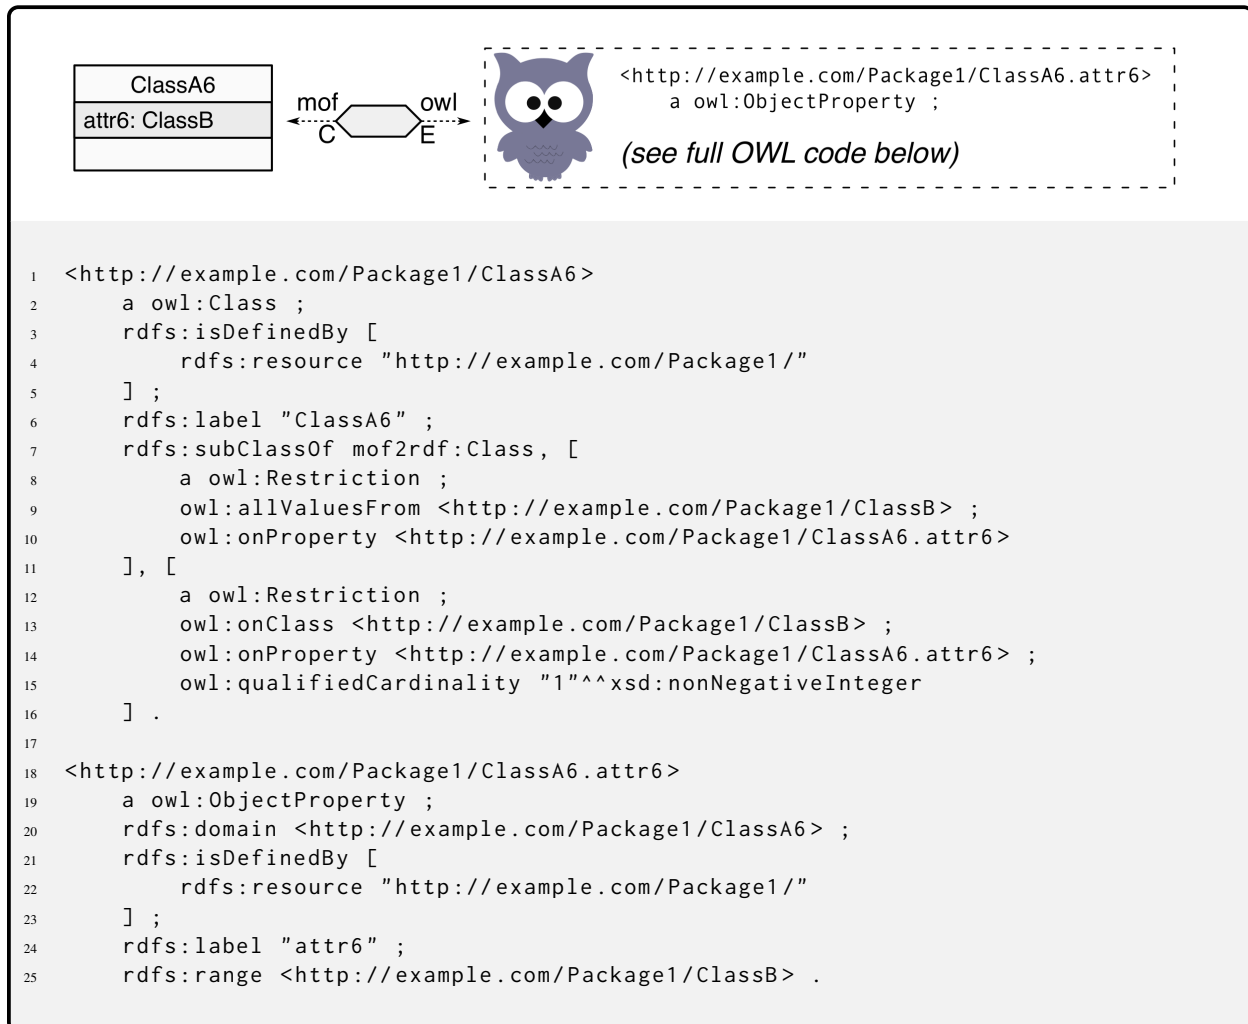 ClassA6
attr6: ClassB
mof owl
C E
<http://example.com/Package1/ClassA6.attr6>
    a owl:ObjectProperty ;
(see full OWL code below)
1 <http://example.com/Package1/ClassA6>
2     a owl:Class ;
3     rdfs:isDefinedBy [
4         rdfs:resource "http://example.com/Package1/"
5     ] ;
6     rdfs:label "ClassA6" ;
7     rdfs:subClassOf mof2rdf:Class, [
8         a owl:Restriction ;
9         owl:allValuesFrom <http://example.com/Package1/ClassB> ;
10         owl:onProperty <http://example.com/Package1/ClassA6.attr6>
11     ], [
12         a owl:Restriction ;
13         owl:onClass <http://example.com/Package1/ClassB> ;
14         owl:onProperty <http://example.com/Package1/ClassA6.attr6> ;
15         owl:qualifiedCardinality "1"^^xsd:nonNegativeInteger
16     ] .
17
18 <http://example.com/Package1/ClassA6.attr6>
19     a owl:ObjectProperty ;
20     rdfs:domain <http://example.com/Package1/ClassA6> ;
21     rdfs:isDefinedBy [
22         rdfs:resource "http://example.com/Package1/"
23     ] ;
24     rdfs:label "attr6" ;
25     rdfs:range <http://example.com/Package1/ClassB> .